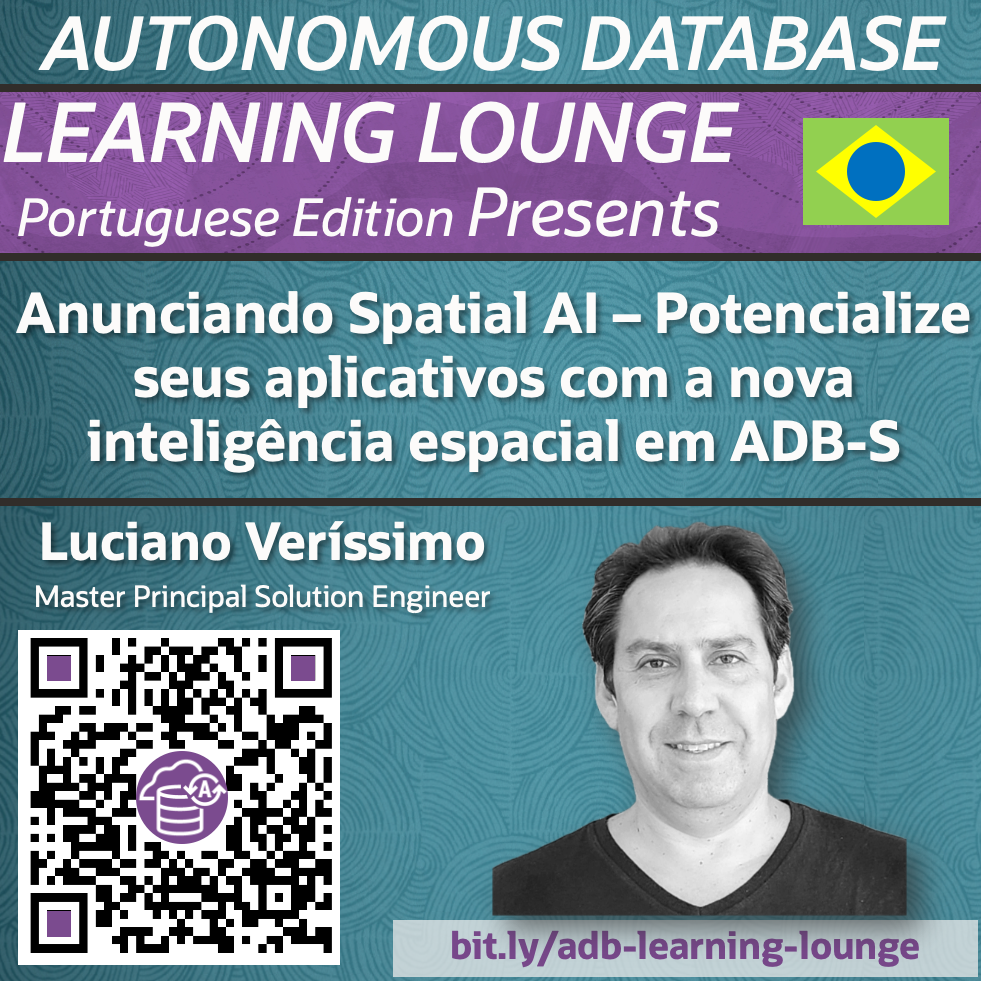 AUTONOMOUS DATABASE
LEARNING LOUNGE
Portuguese Edition Presents
Anunciando Spatial AI – Potencialize
seus aplicativos com a nova
inteligência espacial em ADB-S
Luciano Veríssimo
Master Principal Solution Engineer
A
bit.ly/adb-learning-lounge